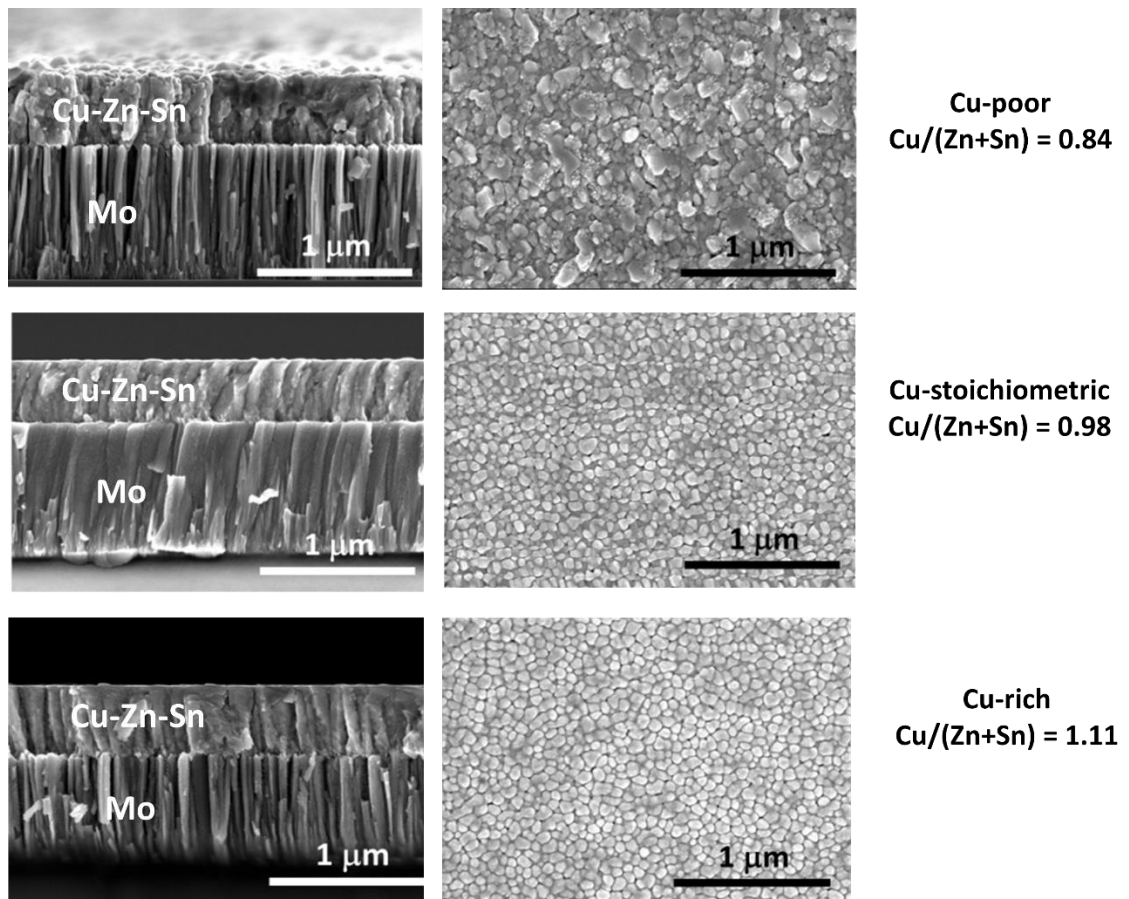 Cu-Zn-Sn
Mo
1 μm
1 μm
Cu-poor
Cu/(Zn+Sn) = 0.84
Cu-Zn-Sn
Mo
1 μm
1 μm
Cu-stoichiometric
Cu/(Zn+Sn) = 0.98
Cu-Zn-Sn
Mo
1 μm
1 μm
Cu-rich
Cu/(Zn+Sn) = 1.11